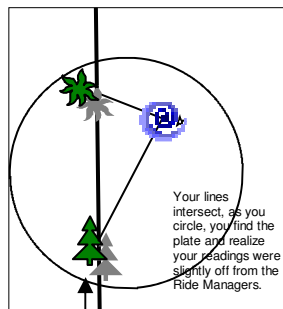 Your lines
intersect, as you
circle, you find the
plate and realize
your readings were
slightly off from the
Ride Managers.